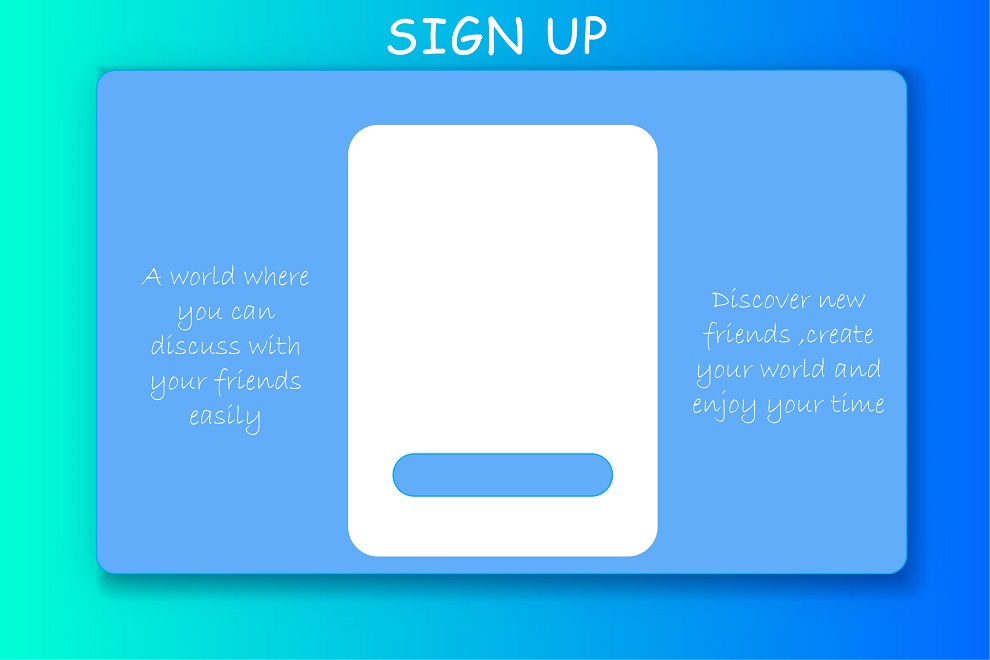 SIGN UP
A world where
you can
discuss with
your friends
easily
Discover new
friends ,create
your world and
enjoy your time